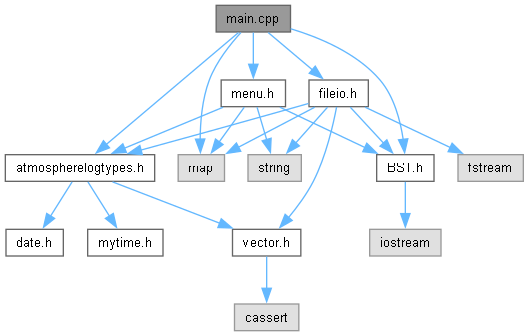 main.cpp
menu.h
fileio.h
atmospherelogtypes.h
map
string
BST.h
fstream
date.h
mytime.h
vector.h
iostream
cassert